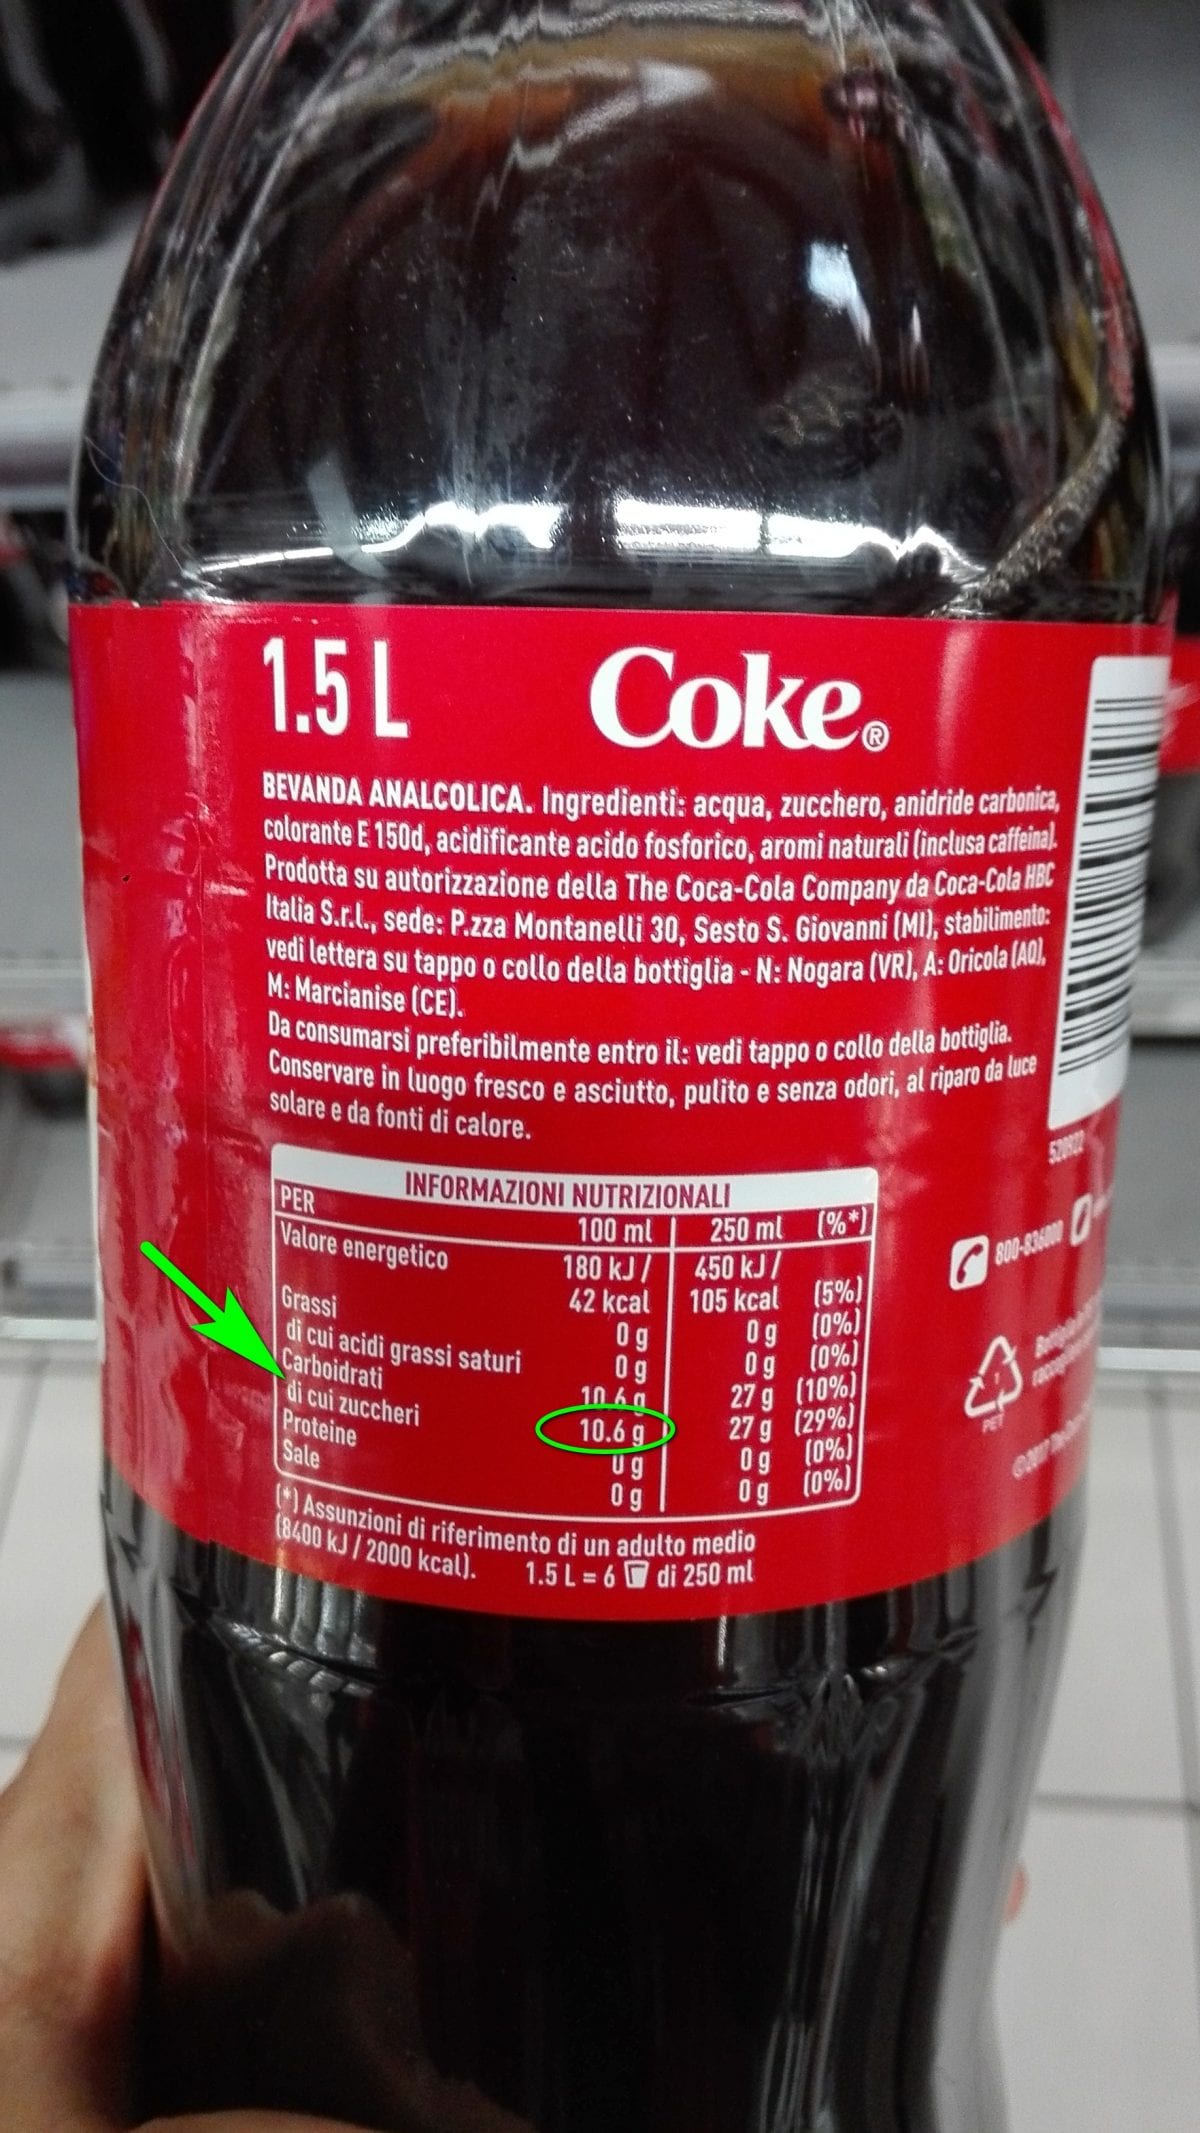 1.5 L Coke®
BEVANDA ANALCOLICA. Ingredienti: acqua, zucchero, anidride carbonica,
colorante E 150d, acidificante acido fosforico, aromi naturali (inclusa caffeina).
Prodotta su autorizzazione della The Coca-Cola Company da Coca-Cola HBC
Italia S.r.l., sede: P.zza Montanelli 30, Sesto S. Giovanni (MI), stabilimento:
vedi lettera su tappo o collo della bottiglia - N: Nogara (VR), A: Oricola (AQ),
M: Marcianise (CE).
Da consumarsi preferibilmente entro il: vedi tappo o collo della bottiglia.
Conservare in luogo fresco e asciutto, pulito e senza odori, al riparo da luce
solare e da fonti di calore.
INFORMAZIONI NUTRIZIONALI
PER 100 ml 250 ml (%*)
Valore energetico 180 kJ / 450 kJ /
42 kcal 105 kcal (5%)
Grassi 0 g 0 g (0%)
di cui acidi grassi saturi 0 g 0 g (0%)
Carboidrati 10.6 g 27 g (10%)
di cui zuccheri 10.6 g 27 g (29%)
Proteine 0 g 0 g (0%)
Sale 0 g 0 g (0%)
(*) Assunzioni di riferimento di un adulto medio
(8400 kJ / 2000 kcal). 1.5 L = 6 di 250 ml
520922
800-836000
1
PET